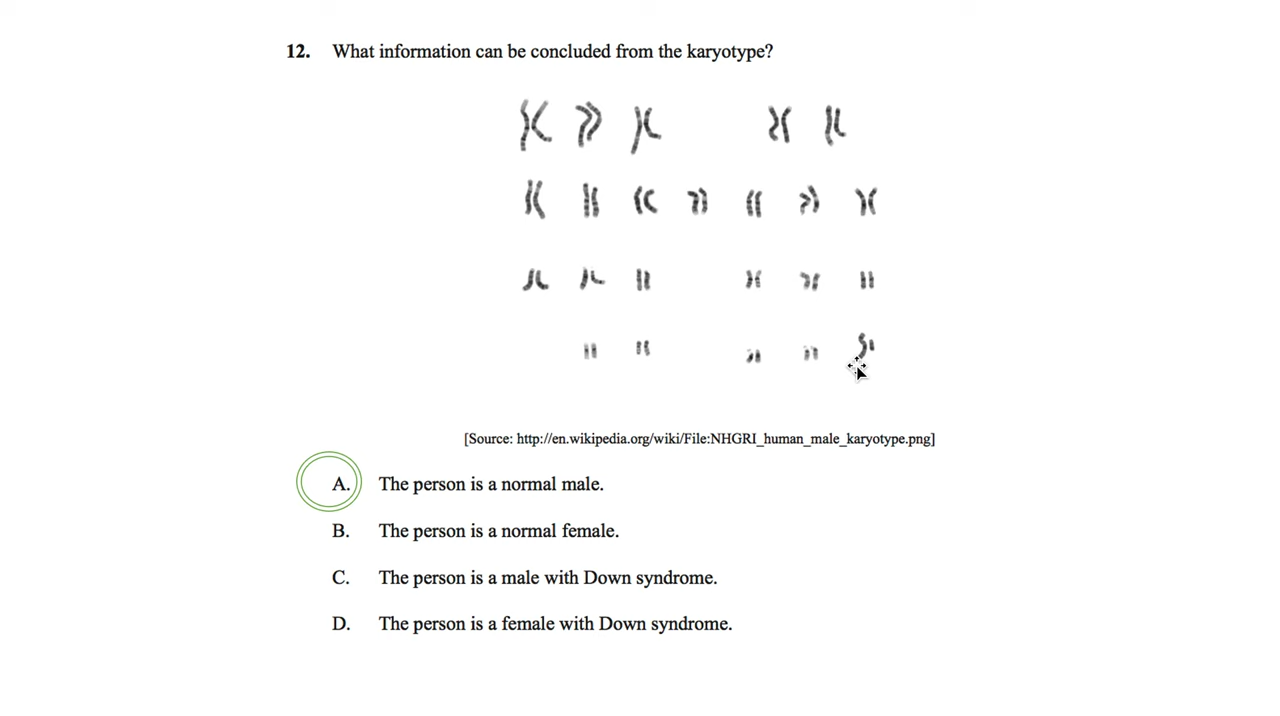 12. What information can be concluded from the karyotype?
[Source: http://en.wikipedia.org/wiki/File:NHGRI_human_male_karyotype.png]
A. The person is a normal male.
B. The person is a normal female.
C. The person is a male with Down syndrome.
D. The person is a female with Down syndrome.